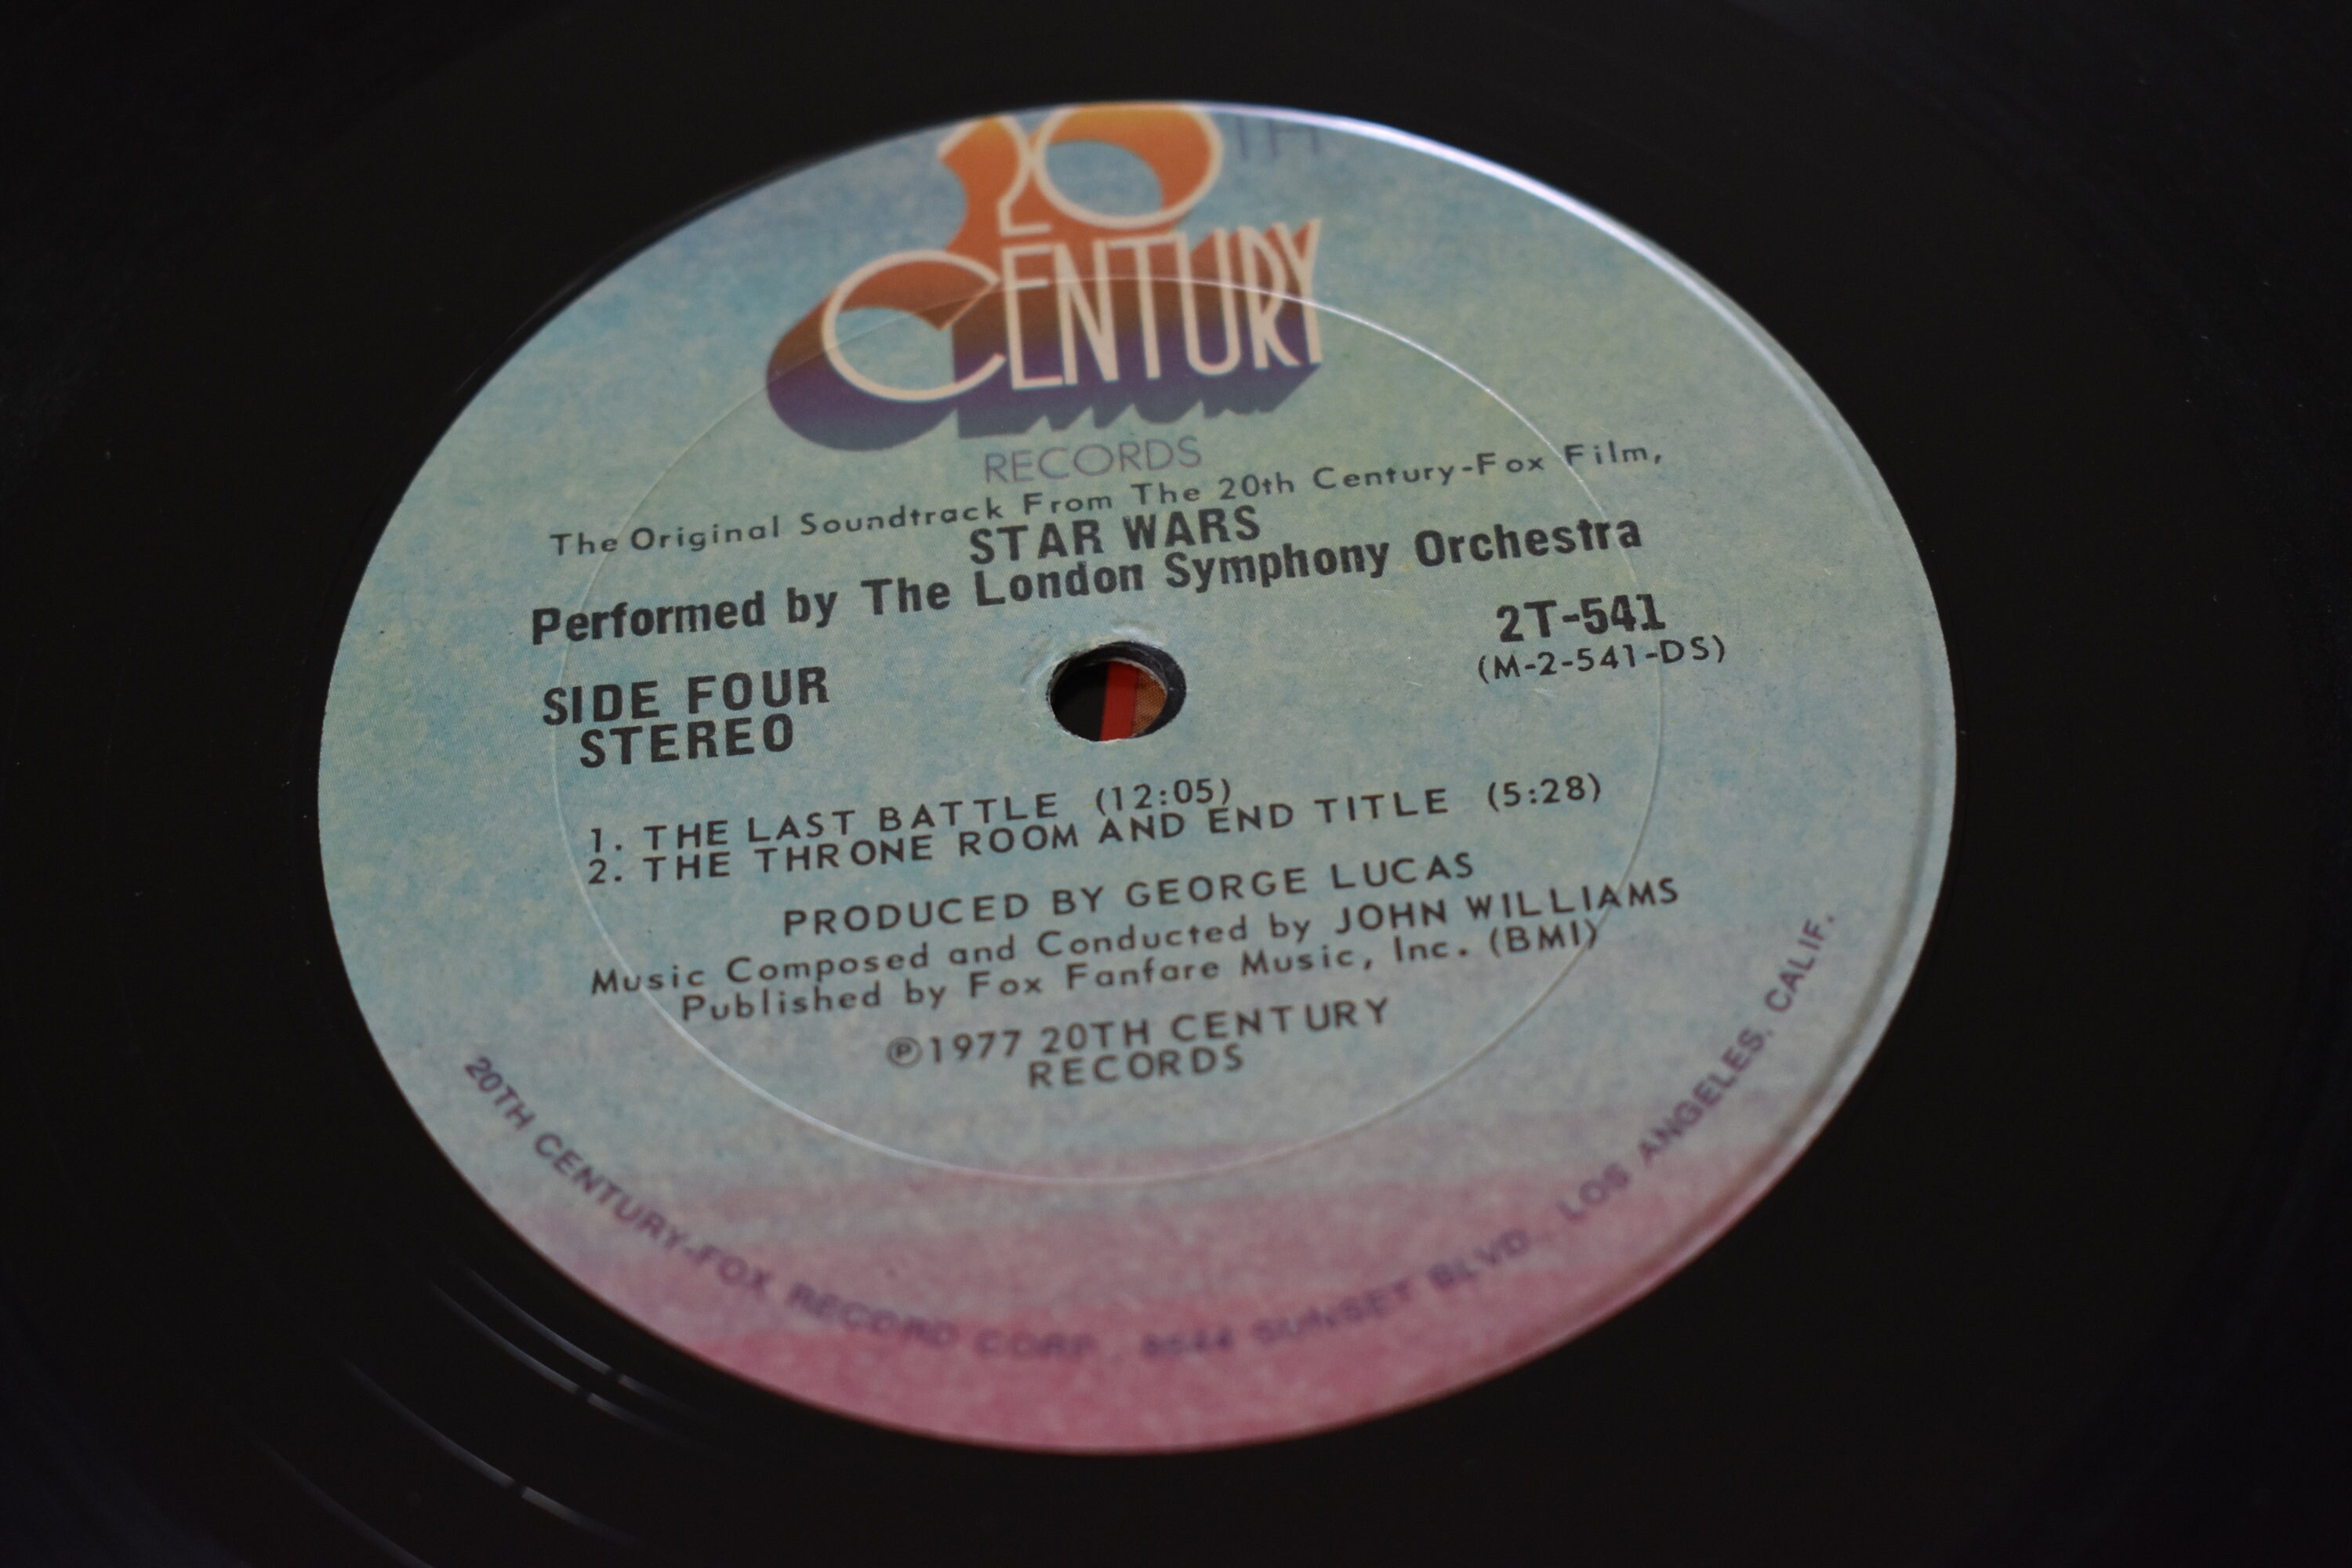 20TH
CENTURY
RECORDS
The Original Soundtrack From The 20th Century-Fox Film,
STAR WARS
Performed by The London Symphony Orchestra
2T-541
(M-2-541-DS)
SIDE FOUR
STEREO
1. THE LAST BATTLE (12:05)
2. THE THRONE ROOM AND END TITLE (5:28)
PRODUCED BY GEORGE LUCAS
Music Composed and Conducted by JOHN WILLIAMS
Published by Fox Fanfare Music, Inc. (BMI)
℗1977 20TH CENTURY
RECORDS
20TH CENTURY-FOX RECORD CORP., 8544 SUNSET BLVD., LOS ANGELES, CALIF.